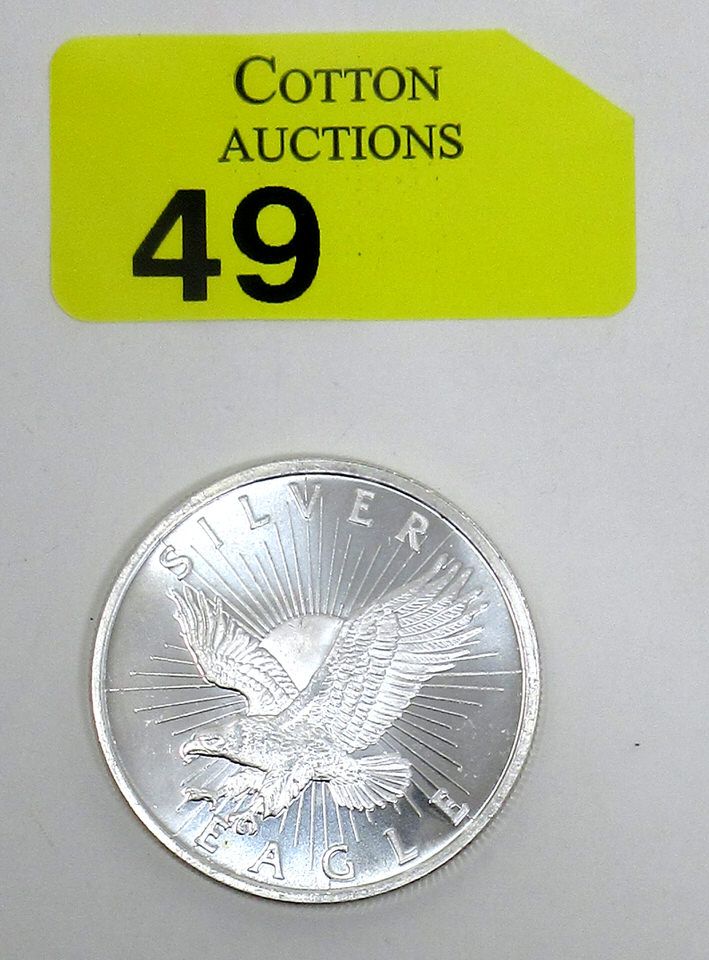 COTTON
AUCTIONS
49
SILVER
EAGLE